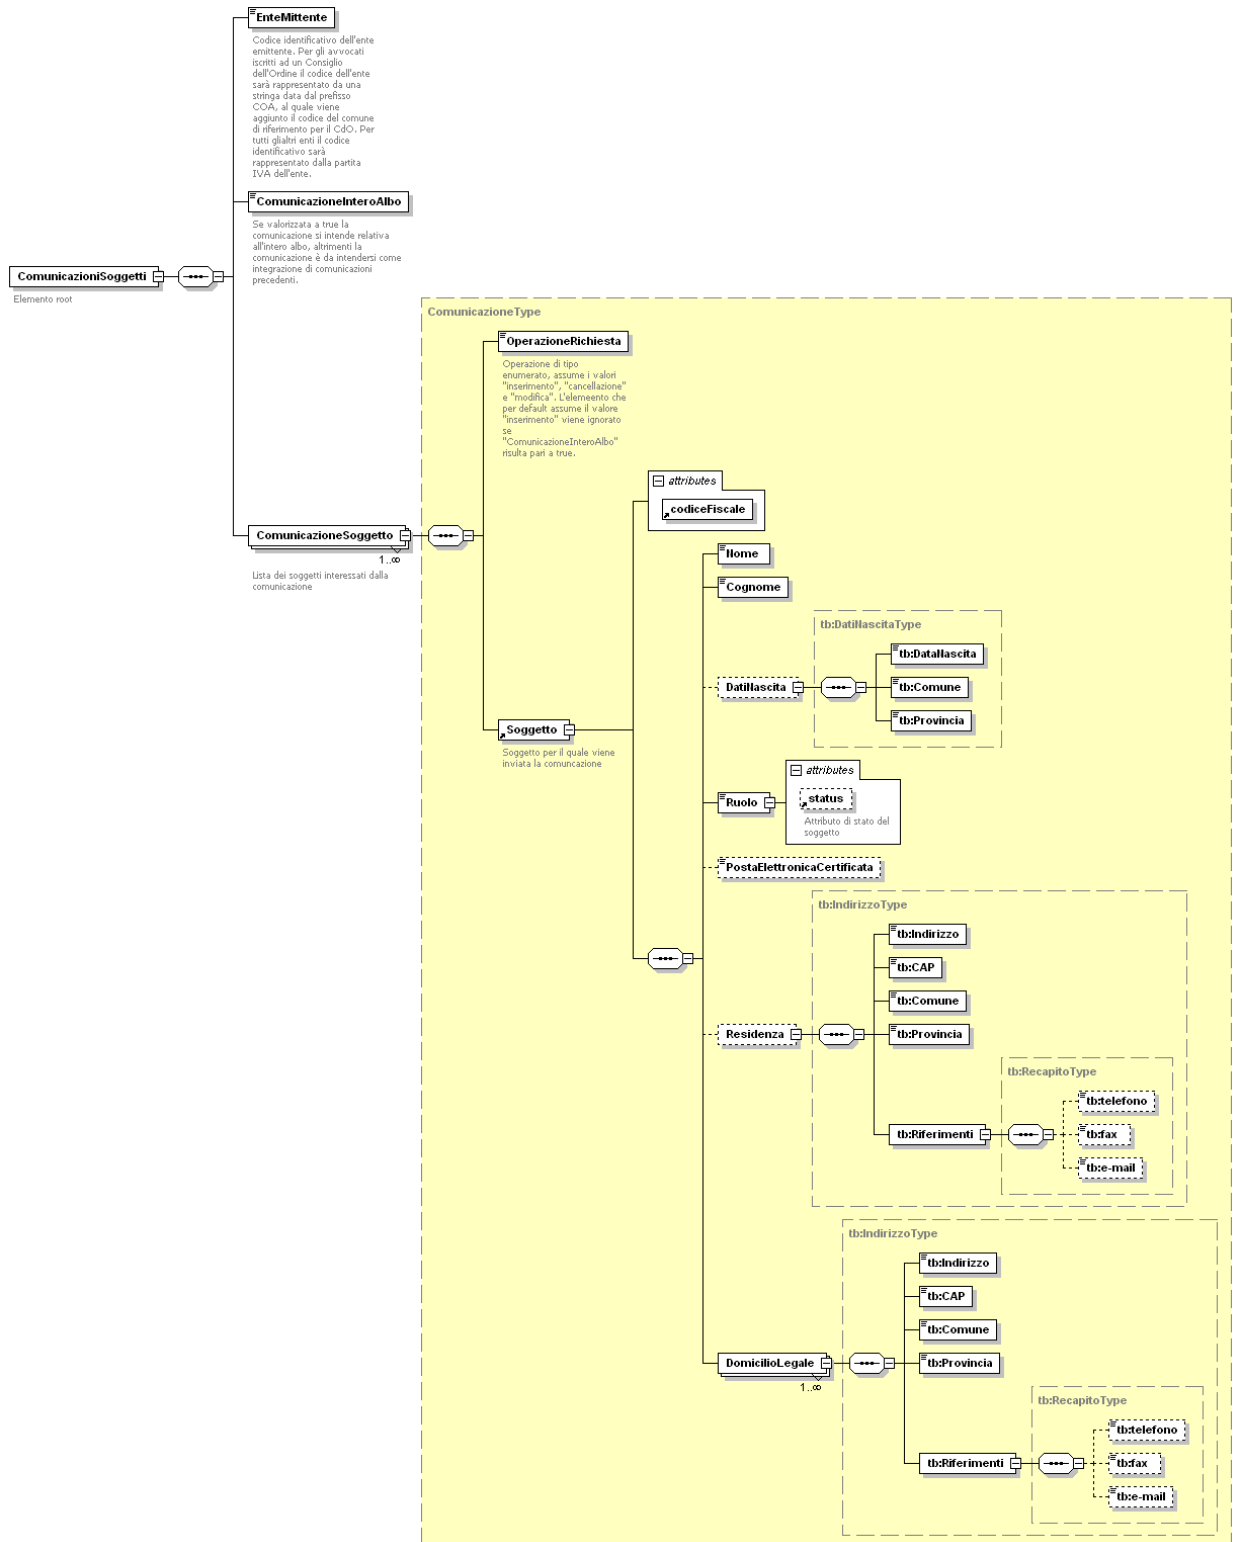 EnteMittente
Codice identificativo dell'ente
emittente. Per gli avvocati
iscritti ad un Consiglio
dell'Ordine il codice dell'ente
sarà rappresentato da una
stringa data dal prefisso
COA, al quale viene
aggiunto il codice del comune
di riferimento per il CdO. Per
tutti glialtri enti il codice
identificativo sarà
rappresentato dalla partita
IVA dell'ente.
ComunicazioneInteroAlbo
Se valorizzata a true la
comunicazione si intende relativa
all'intero albo, altrimenti la
comunicazione è da intendersi come
integrazione di comunicazioni
precedenti.
ComunicazioniSoggetti
Elemento root
ComunicazioneType
OperazioneRichiesta
Operazione di tipo
enumerato, assume i valori
"inserimento", "cancellazione"
e "modifica". L'elemeento che
per default assume il valore
"inserimento" viene ignorato
se
"ComunicazioneInteroAlbo"
risulta pari a true.
attributes
codiceFiscale
ComunicazioneSoggetto
1..∞
Lista dei soggetti interessati dalla
comunicazione
Nome
Cognome
tb:DatiNascitaType
tb:DataNascita
DatiNascita
tb:Comune
tb:Provincia
Soggetto
Soggetto per il quale viene
inviata la comuncazione
attributes
Ruolo
status
Attributo di stato del
soggetto
PostaElettronicaCertificata
tb:IndirizzoType
tb:Indirizzo
tb:CAP
tb:Comune
Residenza
tb:Provincia
tb:RecapitoType
tb:telefono
tb:Riferimenti
tb:fax
tb:e-mail
tb:IndirizzoType
tb:Indirizzo
tb:CAP
tb:Comune
DomicilioLegale
1..∞
tb:Provincia
tb:RecapitoType
tb:telefono
tb:Riferimenti
tb:fax
tb:e-mail